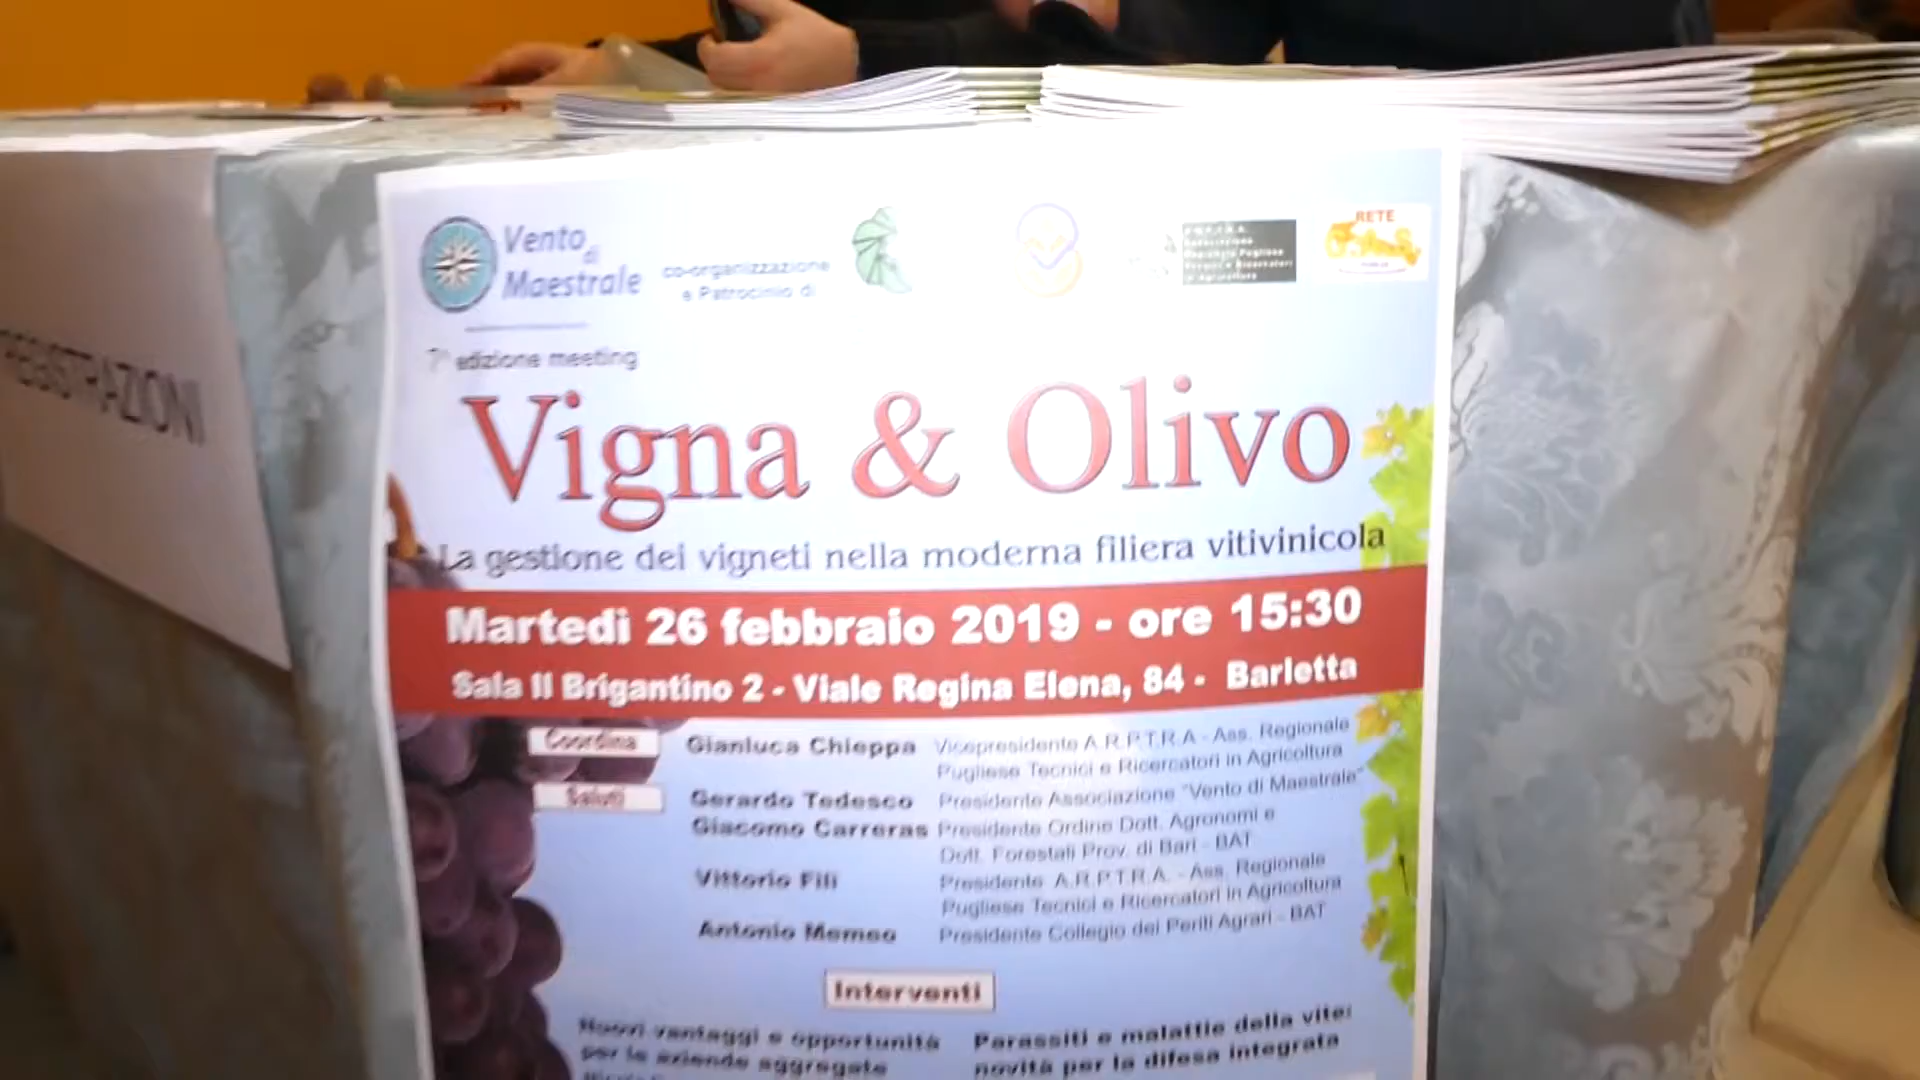 REGISTRAZIONI
Vento
di
Maestrale
co-organizzazione
e Patrocinio di
RETE
7^ edizione meeting
Vigna & Olivo
La gestione dei vigneti nella moderna filiera vitivinicola
Martedì 26 febbraio 2019 - ore 15:30
Sala Il Brigantino 2 - Viale Regina Elena, 84 - Barletta
Coordina
Gianluca Chieppa Vicepresidente A.R.P.T.R.A - Ass. Regionale
Pugliese Tecnici e Ricercatori in Agricoltura
Saluti
Gerardo Tedesco Presidente Associazione "Vento di Maestrale"
Giacomo Carreras Presidente Ordine Dott. Agronomi e
Dott. Forestali Prov. di Bari - BAT
Vittorio Fili Presidente A.R.P.T.R.A. - Ass. Regionale
Pugliese Tecnici e Ricercatori in Agricoltura
Antonio Memeo Presidente Collegio dei Periti Agrari - BAT
Interventi
Nuovi vantaggi e opportunità
per le aziende aggregate
Parassiti e malattie della vite:
novità per la difesa integrata